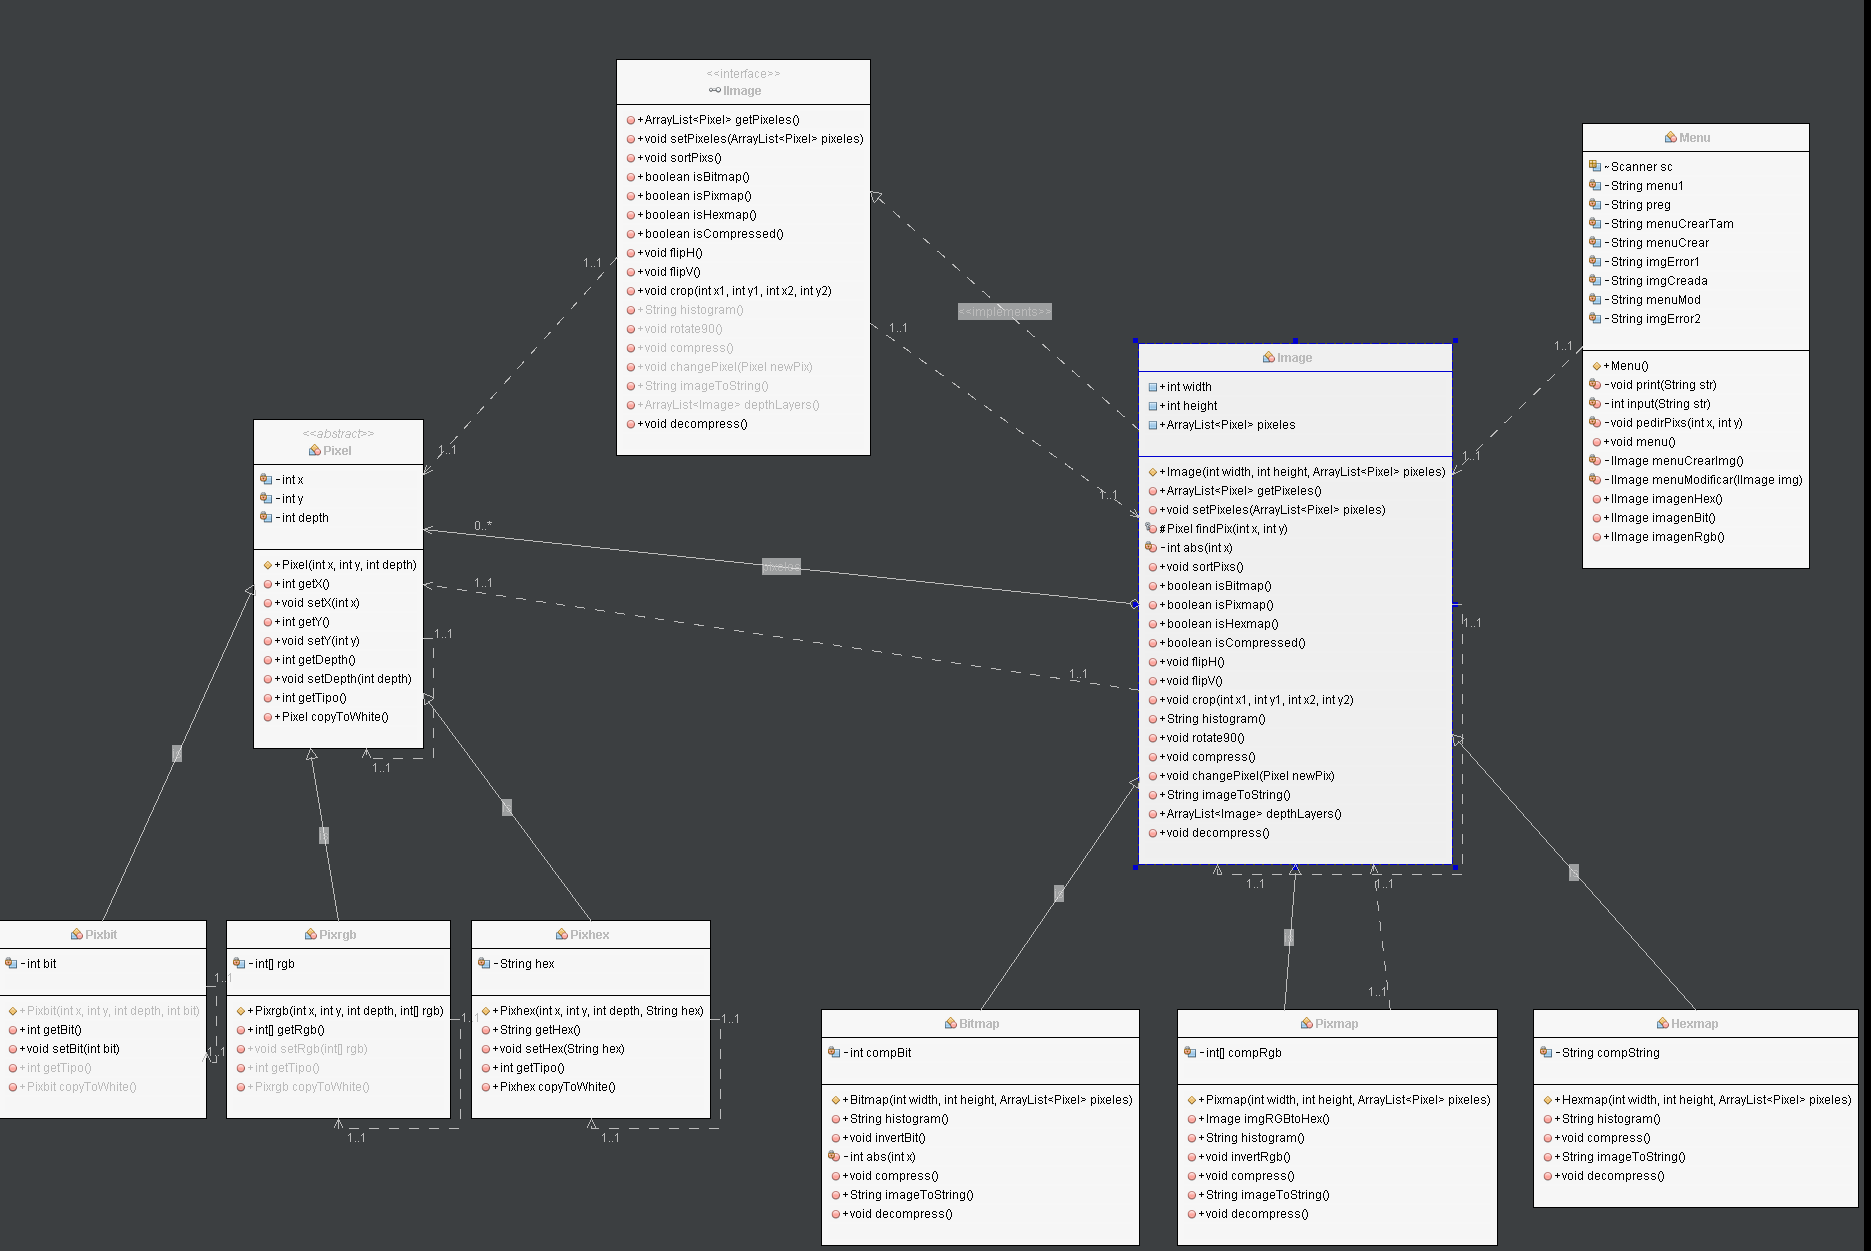 <<interface>>
IImage
+ArrayList<Pixel> getPixeles()
+void setPixeles(ArrayList<Pixel> pixeles)
+void sortPixs()
+boolean isBitmap()
+boolean isPixmap()
+boolean isHexmap()
+boolean isCompressed()
+void flipH()
+void flipV()
+void crop(int x1, int y1, int x2, int y2)
+String histogram()
+void rotate90()
+void compress()
+void changePixel(Pixel newPix)
+String imageToString()
+ArrayList<Image> depthLayers()
+void decompress()
Menu
~Scanner sc
-String menu1
-String preg
-String menuCrearTam
-String menuCrear
-String imgError1
-String imgCreada
-String menuMod
-String imgError2
+Menu()
-void print(String str)
-int input(String str)
-void pedirPixs(int x, int y)
+void menu()
-IImage menuCrearImg()
-IImage menuModificar(IImage img)
+IImage imagenHex()
+IImage imagenBit()
+IImage imagenRgb()
1..1
1..1
1..1
1..1
<<implements>>
1..1
1..1
Image
+int width
+int height
+ArrayList<Pixel> pixeles
+Image(int width, int height, ArrayList<Pixel> pixeles)
+ArrayList<Pixel> getPixeles()
+void setPixeles(ArrayList<Pixel> pixeles)
#Pixel findPix(int x, int y)
-int abs(int x)
+void sortPixs()
+boolean isBitmap()
+boolean isPixmap()
+boolean isHexmap()
+boolean isCompressed()
+void flipH()
+void flipV()
+void crop(int x1, int y1, int x2, int y2)
+String histogram()
+void rotate90()
+void compress()
+void changePixel(Pixel newPix)
+String imageToString()
+ArrayList<Image> depthLayers()
+void decompress()
<<abstract>>
Pixel
-int x
-int y
-int depth
+Pixel(int x, int y, int depth)
+int getX()
+void setX(int x)
+int getY()
+void setY(int y)
+int getDepth()
+void setDepth(int depth)
+int getTipo()
+Pixel copyToWhite()
0..*
pixeles
1..1
1..1
1..1
1..1
1..1
1..1
1..1
1..1
Pixbit
-int bit
+Pixbit(int x, int y, int depth, int bit)
+int getBit()
+void setBit(int bit)
+int getTipo()
+Pixbit copyToWhite()
1..1
1..1
Pixrgb
-int[] rgb
+Pixrgb(int x, int y, int depth, int[] rgb)
+int[] getRgb()
+void setRgb(int[] rgb)
+int getTipo()
+Pixrgb copyToWhite()
1..1
1..1
Pixhex
-String hex
+Pixhex(int x, int y, int depth, String hex)
+String getHex()
+void setHex(String hex)
+int getTipo()
+Pixhex copyToWhite()
1..1
1..1
Bitmap
-int compBit
+Bitmap(int width, int height, ArrayList<Pixel> pixeles)
+String histogram()
+void invertBit()
-int abs(int x)
+void compress()
+String imageToString()
+void decompress()
Pixmap
-int[] compRgb
+Pixmap(int width, int height, ArrayList<Pixel> pixeles)
+Image imgRGBtoHex()
+String histogram()
+void invertRgb()
+void compress()
+String imageToString()
+void decompress()
Hexmap
-String compString
+Hexmap(int width, int height, ArrayList<Pixel> pixeles)
+String histogram()
+void compress()
+String imageToString()
+void decompress()